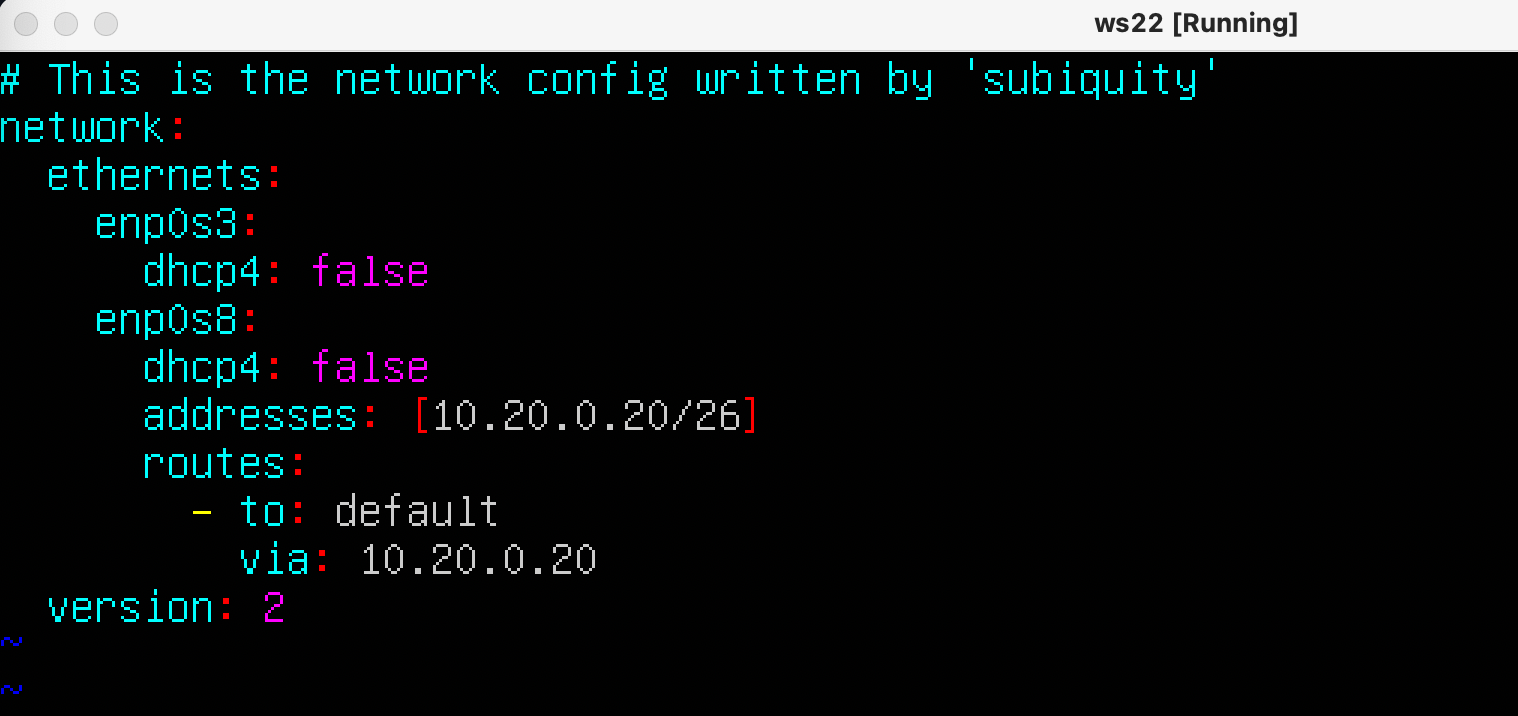 ws22 [Running]
# This is the network config written by 'subiquity'
network:
  ethernets:
    enp0s3:
      dhcp4: false
    enp0s8:
      dhcp4: false
      addresses: [10.20.0.20/26]
      routes:
        - to: default
          via: 10.20.0.20
  version: 2
~
~